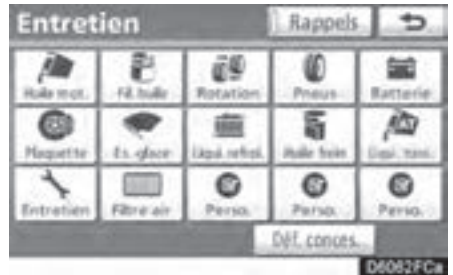 Entretien Rappels
Huile mot. Fil. huile Rotation Pneus Batterie
Plaquette Es.-glace Liqui. refroi. Huile frein Liqui. tran.
Entretien Filtre air Perso. Perso. Perso.
Déf. conces.
D6062FCa